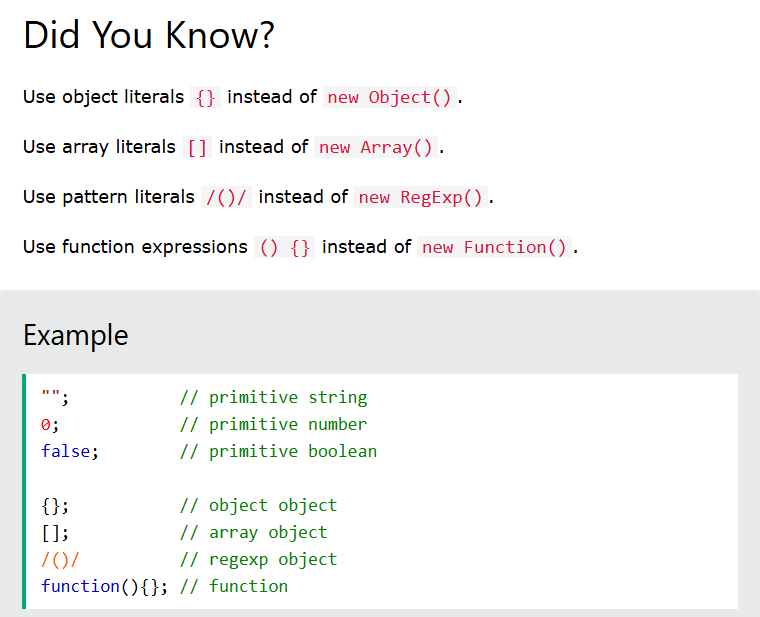 Did You Know?
Use object literals {} instead of new Object().
Use array literals [] instead of new Array().
Use pattern literals /()/ instead of new RegExp().
Use function expressions () {} instead of new Function().
Example
"";           // primitive string
0;            // primitive number
false;        // primitive boolean
{};           // object object
[];           // array object
/()/          // regexp object
function(){}; // function